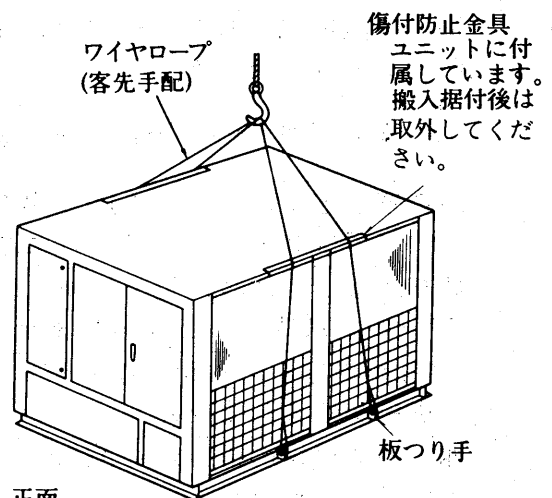 ワイヤロープ
(客先手配)
傷付防止金具
ユニットに付
属しています。
搬入据付後は
取外してくだ
さい。
板つり手
正面